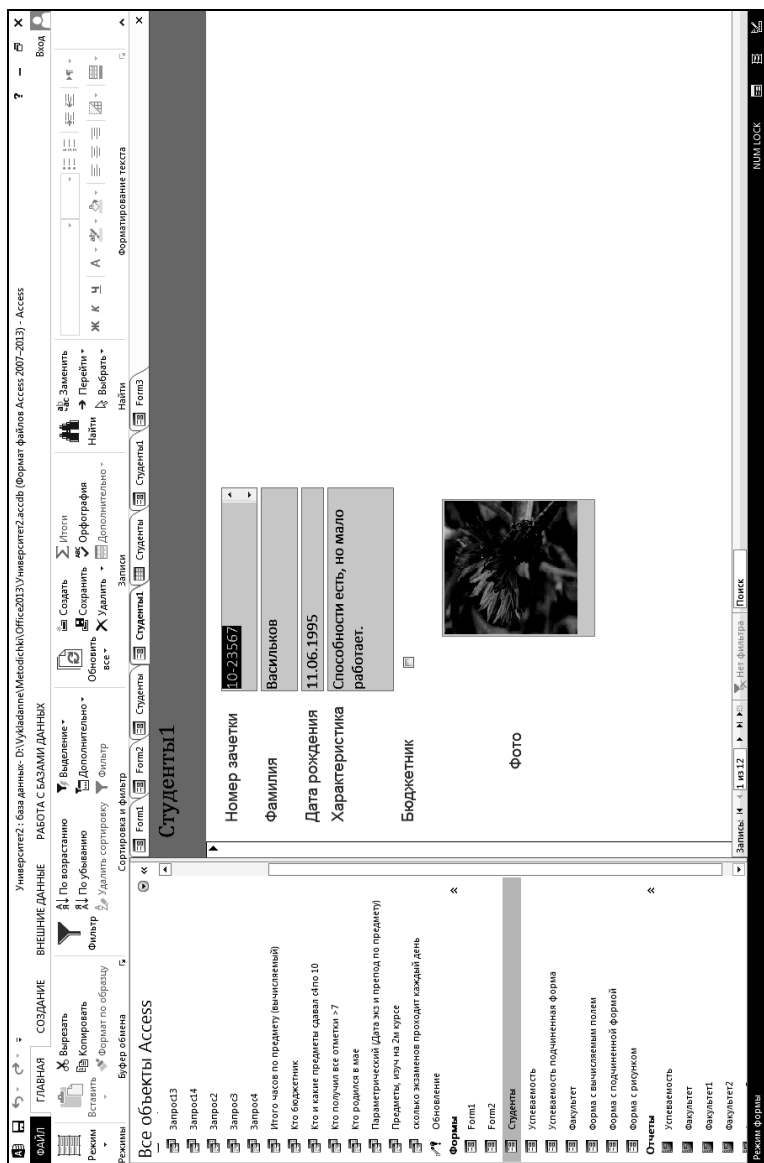 Университет2 : база данных- D:\Vykladanne\Metodichki\Office2013\Университет2.accdb (Формат файлов Access 2007–2013) - Access
ФАЙЛ ГЛАВНАЯ СОЗДАНИЕ ВНЕШНИЕ ДАННЫЕ РАБОТА С БАЗАМИ ДАННЫХ Вход
Режим
Режимы
Вставить
Вырезать
Копировать
Формат по образцу
Буфер обмена
Фильтр
По возрастанию
По убыванию
Удалить сортировку
Выделение
Дополнительно
Фильтр
Сортировка и фильтр
Обновить все
Создать
Сохранить
Удалить
Итоги
Орфография
Дополнительно
Записи
Найти
Заменить
Перейти
Выбрать
Найти
Ж К Ч А
Форматирование текста
Все объекты Access
Запрос13
Запрос14
Запрос2
Запрос3
Запрос4
Итого часов по предмету (вычисляемый)
Кто бюджетник
Кто и какие предметы сдавал с4по 10
Кто получил все отметки >7
Кто родился в мае
Параметрический (Дата экз и препод по предмету)
Предметы, изуч на 2м курсе
сколько экзаменов проходит каждый день
Обновление
Формы
Form1
Form2
Студенты
Успеваемость
Успеваемость подчиненная форма
Факультет
Форма с вычисляемым полем
Форма с подчиненной формой
Форма с рисунком
Отчеты
Успеваемость
Факультет
Факультет1
Факультет2
Form1 Form2 Студенты Студенты1 Студенты Студенты1 Form3
Студенты1
Номер зачетки 10-23567
Фамилия Васильков
Дата рождения 11.06.1995
Характеристика Способности есть, но мало
работает.
Бюджетник
Фото
Запись: 1 из 12 Нет фильтра Поиск
Режим формы NUM LOCK